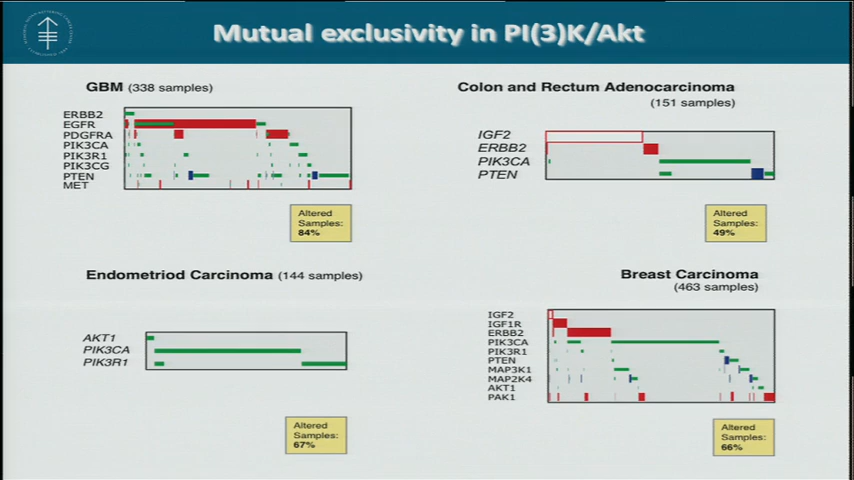 Mutual exclusivity in PI(3)K/Akt
GBM (338 samples)
ERBB2
EGFR
PDGFRA
PIK3CA
PIK3R1
PIK3CG
PTEN
MET
Altered
Samples:
84%
Colon and Rectum Adenocarcinoma
(151 samples)
IGF2
ERBB2
PIK3CA
PTEN
Altered
Samples:
49%
Endometriod Carcinoma (144 samples)
AKT1
PIK3CA
PIK3R1
Altered
Samples:
67%
Breast Carcinoma
(463 samples)
IGF2
IGF1R
ERBB2
PIK3CA
PIK3R1
PTEN
MAP3K1
MAP2K4
AKT1
PAK1
Altered
Samples:
66%